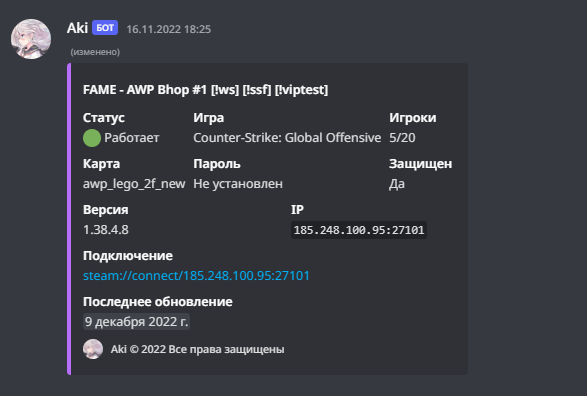 Aki БОТ 16.11.2022 18:25
(изменено)
FAME - AWP Bhop #1 [!ws] [!ssf] [!viptest]
Статус Игра Игроки
Работает Counter-Strike: Global Offensive 5/20
Карта Пароль Защищен
awp_lego_2f_new Не установлен Да
Версия IP
1.38.4.8 185.248.100.95:27101
Подключение
steam://connect/185.248.100.95:27101
Последнее обновление
9 декабря 2022 г.
Aki © 2022 Все права защищены